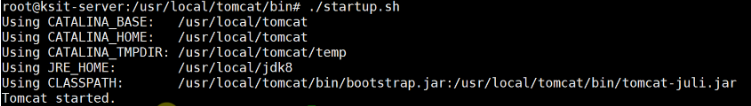 root@ksit-server:/usr/local/tomcat/bin# ./startup.sh
Using CATALINA_BASE:   /usr/local/tomcat
Using CATALINA_HOME:   /usr/local/tomcat
Using CATALINA_TMPDIR: /usr/local/tomcat/temp
Using JRE_HOME:        /usr/local/jdk8
Using CLASSPATH:       /usr/local/tomcat/bin/bootstrap.jar:/usr/local/tomcat/bin/tomcat-juli.jar
Tomcat started.